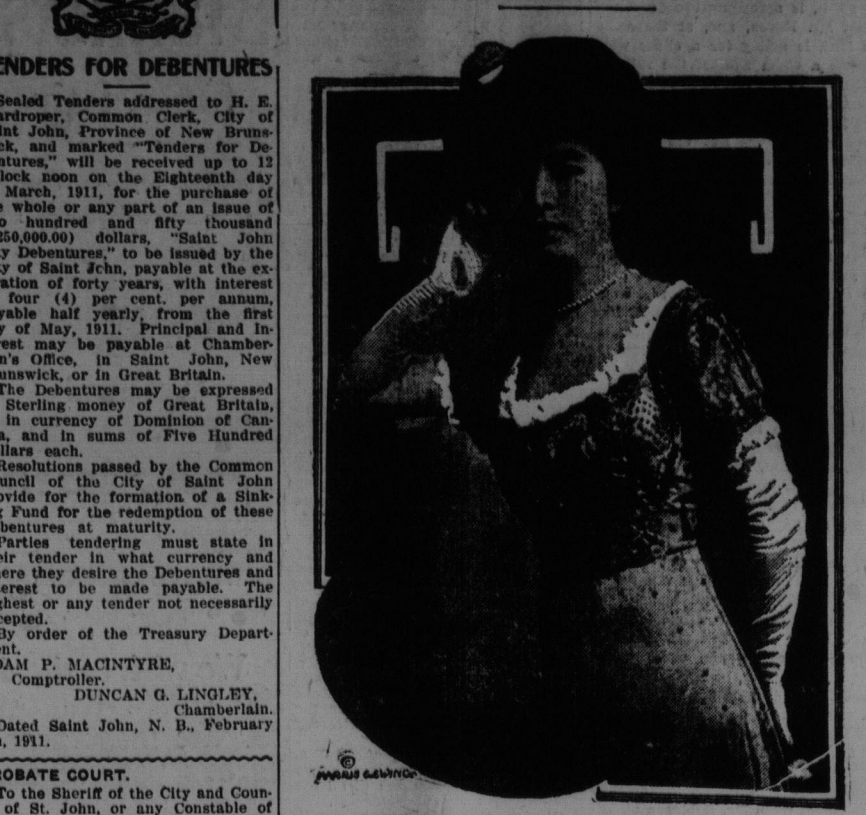 ENDERS FOR DEBENTURES
Sealed Tenders addressed to H. E.
ardroper, Common Clerk, City of
int John, Province of New Bruns-
ck, and marked "Tenders for De-
ntures," will be received up to 12
lock noon on the Eighteenth day
March, 1911, for the purchase of
e whole or any part of an issue of
o hundred and fifty thousand
250,000.00) dollars, "Saint John
y Debentures," to be issued by the
y of Saint John, payable at the ex-
ration of forty years, with interest
four (4) per cent. per annum,
yable half yearly, from the first
y of May, 1911. Principal and In-
rest may be payable at Chamber-
n's Office, in Saint John, New
unswick, or in Great Britain.
The Debentures may be expressed
Sterling money of Great Britain,
in currency of Dominion of Can-
a, and in sums of Five Hundred
llars each.
Resolutions passed by the Common
uncil of the City of Saint John
ovide for the formation of a Sink-
g Fund for the redemption of these
bentures at maturity.
Parties tendering must state in
eir tender in what currency and
ere they desire the Debentures and
erest to be made payable. The
ghest or any tender not necessarily
cepted.
By order of the Treasury Depart-
ent.
DAM P. MACINTYRE,
Comptroller.
DUNCAN G. LINGLEY,
Chamberlain.
Dated Saint John, N. B., February
, 1911.
OBATE COURT.
To the Sheriff of the City and Coun-
of St. John, or any Constable of
©